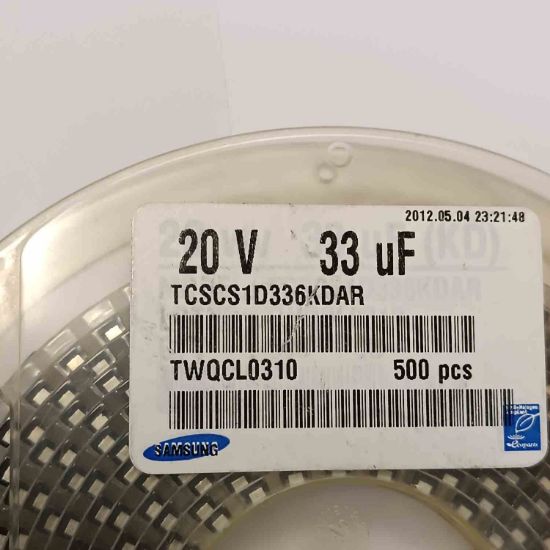 2012.05.04 23:21:48
20 V 33 uF
TCSCS1D336KDAR
TWQCL0310 500 pcs
SAMSUNG